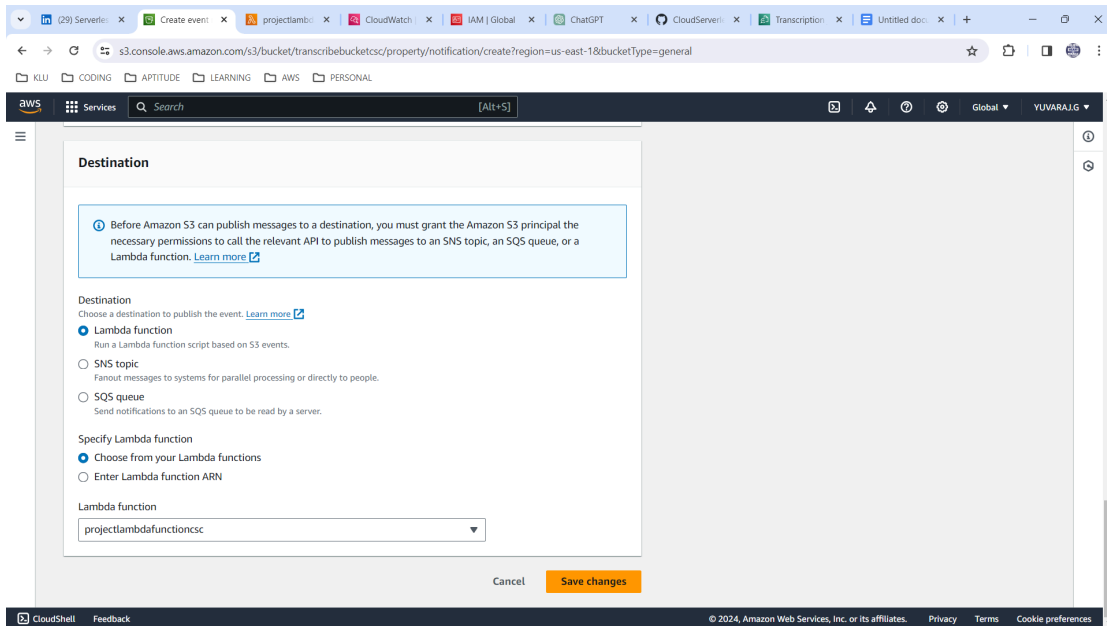 (29) Serverles
Create event
projectlambd
CloudWatch
IAM | Global
ChatGPT
CloudServerle
Transcription
Untitled doc
s3.console.aws.amazon.com/s3/bucket/transcribebucketcsc/property/notification/create?region=us-east-1&bucketType=general
KLU CODING APTITUDE LEARNING AWS PERSONAL
aws Services Search [Alt+S] Global YUVARAJ.G
Destination
Before Amazon S3 can publish messages to a destination, you must grant the Amazon S3 principal the
necessary permissions to call the relevant API to publish messages to an SNS topic, an SQS queue, or a
Lambda function. Learn more
Destination
Choose a destination to publish the event. Learn more
Lambda function
Run a Lambda function script based on S3 events.
SNS topic
Fanout messages to systems for parallel processing or directly to people.
SQS queue
Send notifications to an SQS queue to be read by a server.
Specify Lambda function
Choose from your Lambda functions
Enter Lambda function ARN
Lambda function
projectlambdafunctioncsc
Cancel Save changes
CloudShell Feedback © 2024, Amazon Web Services, Inc. or its affiliates. Privacy Terms Cookie preferences